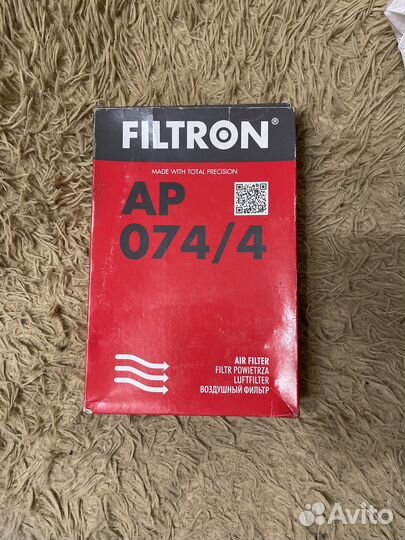 FILTRON®
MADE WITH TOTAL PRECISION
AP
074/4
AIR FILTER
FILTR POWIETRZA
LUFTFILTER
ВОЗДУШНЫЙ ФИЛЬТР
Avito